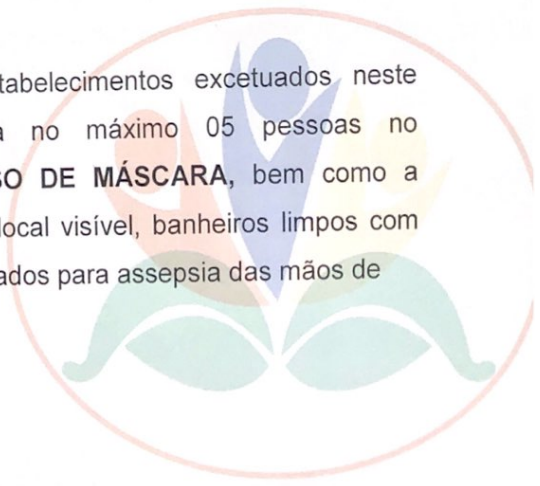 tabelecimentos excetuados neste
a no máximo 05 pessoas no
SO DE MÁSCARA, bem como a
local visível, banheiros limpos com
ados para assepsia das mãos de